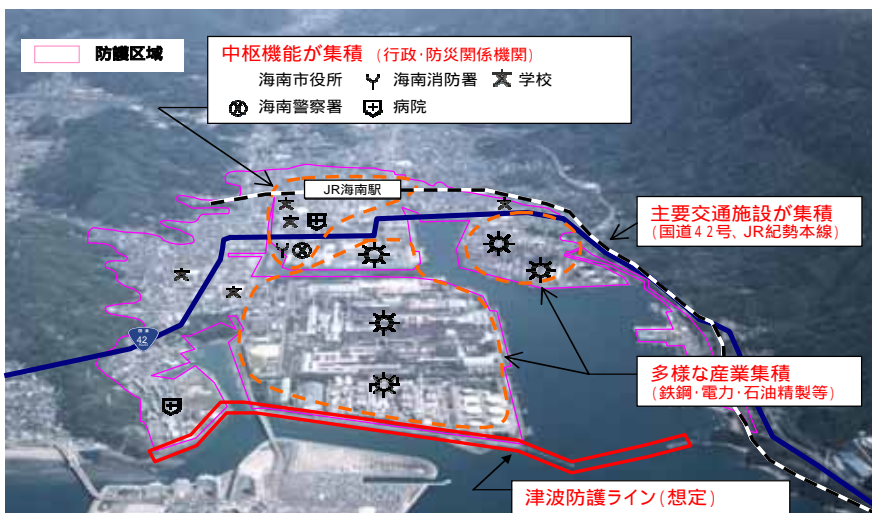 防護区域
中枢機能が集積 (行政・防災関係機関)
海南市役所 海南消防署 学校
海南警察署 病院
JR海南駅
主要交通施設が集積
(国道42号、JR紀勢本線)
42
多様な産業集積
(鉄鋼・電力・石油精製等)
津波防護ライン(想定)